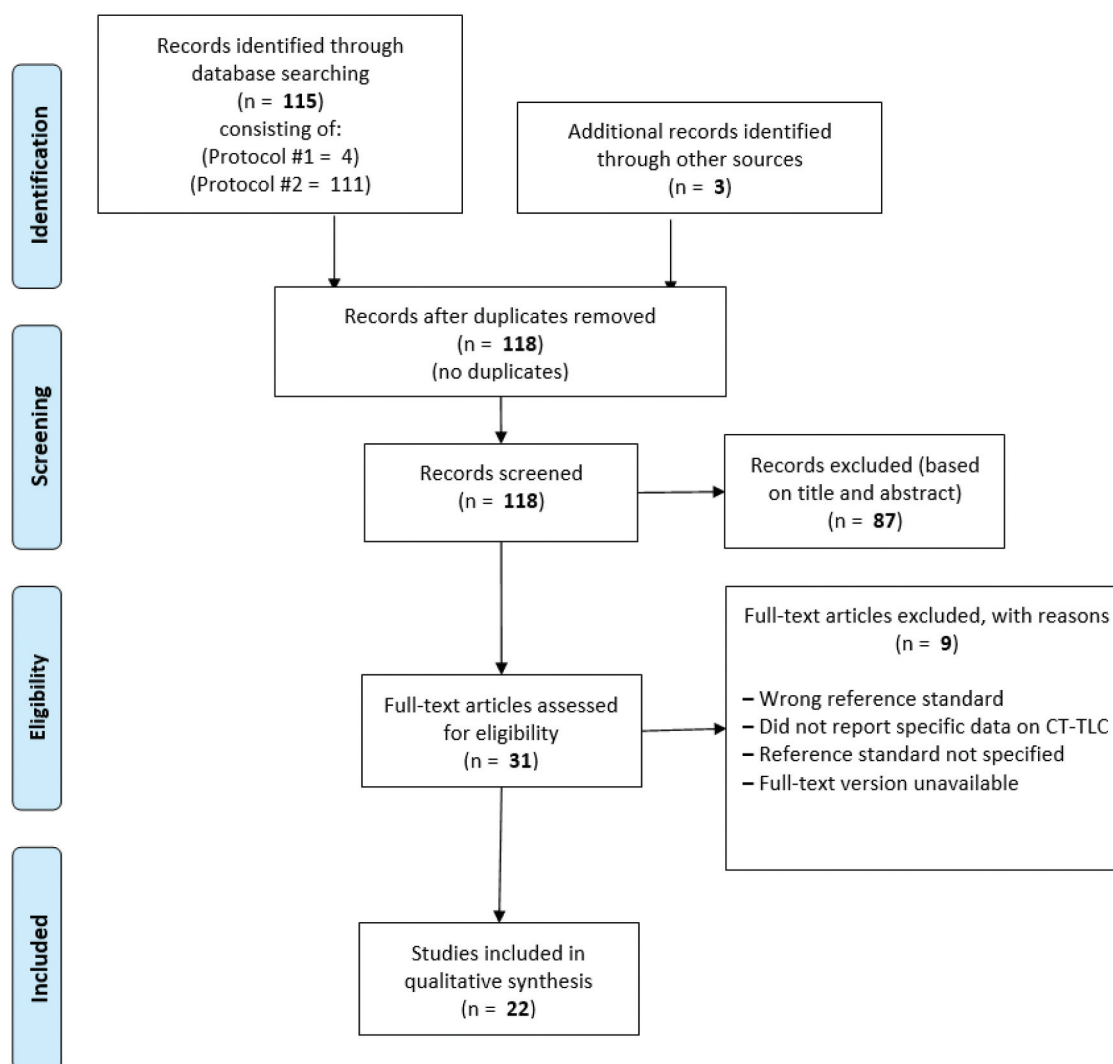 Identification
Records identified through
database searching
(n = 115)
consisting of:
(Protocol #1 = 4)
(Protocol #2 = 111)
Additional records identified
through other sources
(n = 3)
Records after duplicates removed
(n = 118)
(no duplicates)
Screening
Records screened
(n = 118)
Records excluded (based
on title and abstract)
(n = 87)
Eligibility
Full-text articles assessed
for eligibility
(n = 31)
Full-text articles excluded, with reasons
(n = 9)
– Wrong reference standard
– Did not report specific data on CT-TLC
– Reference standard not specified
– Full-text version unavailable
Included
Studies included in
qualitative synthesis
(n = 22)